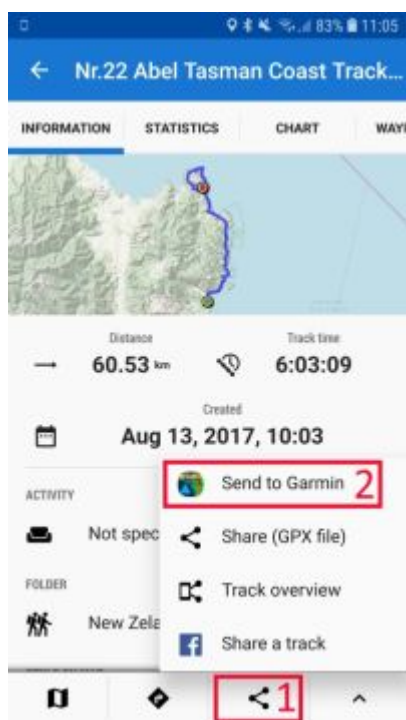 83% 11:05
Nr.22 Abel Tasman Coast Track...
INFORMATION STATISTICS CHART WAYI
Distance
60.53 km
Track time
6:03:09
Created
Aug 13, 2017, 10:03
ACTIVITY
Not spec
FOLDER
New Zela
Send to Garmin 2
Share (GPX file)
Track overview
Share a track
1